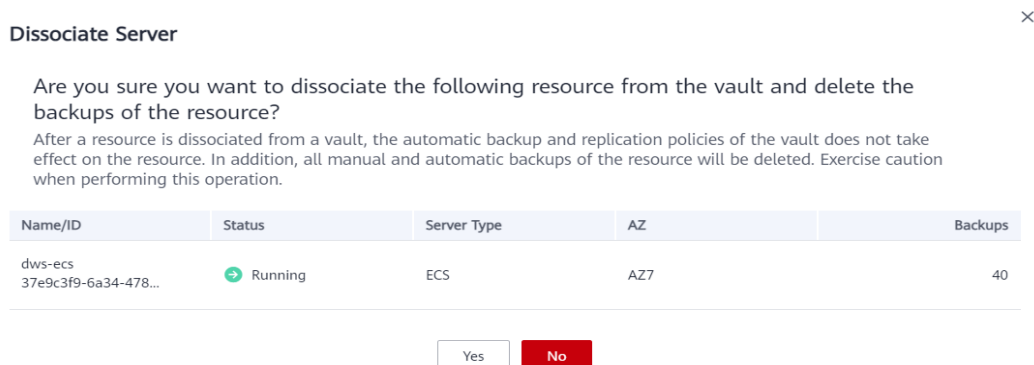 Dissociate Server
Are you sure you want to dissociate the following resource from the vault and delete the
backups of the resource?
After a resource is dissociated from a vault, the automatic backup and replication policies of the vault does not take
effect on the resource. In addition, all manual and automatic backups of the resource will be deleted. Exercise caution
when performing this operation.
Name/ID Status Server Type AZ Backups
dws-ecs
37e9c3f9-6a34-478... Running ECS AZ7 40
Yes No